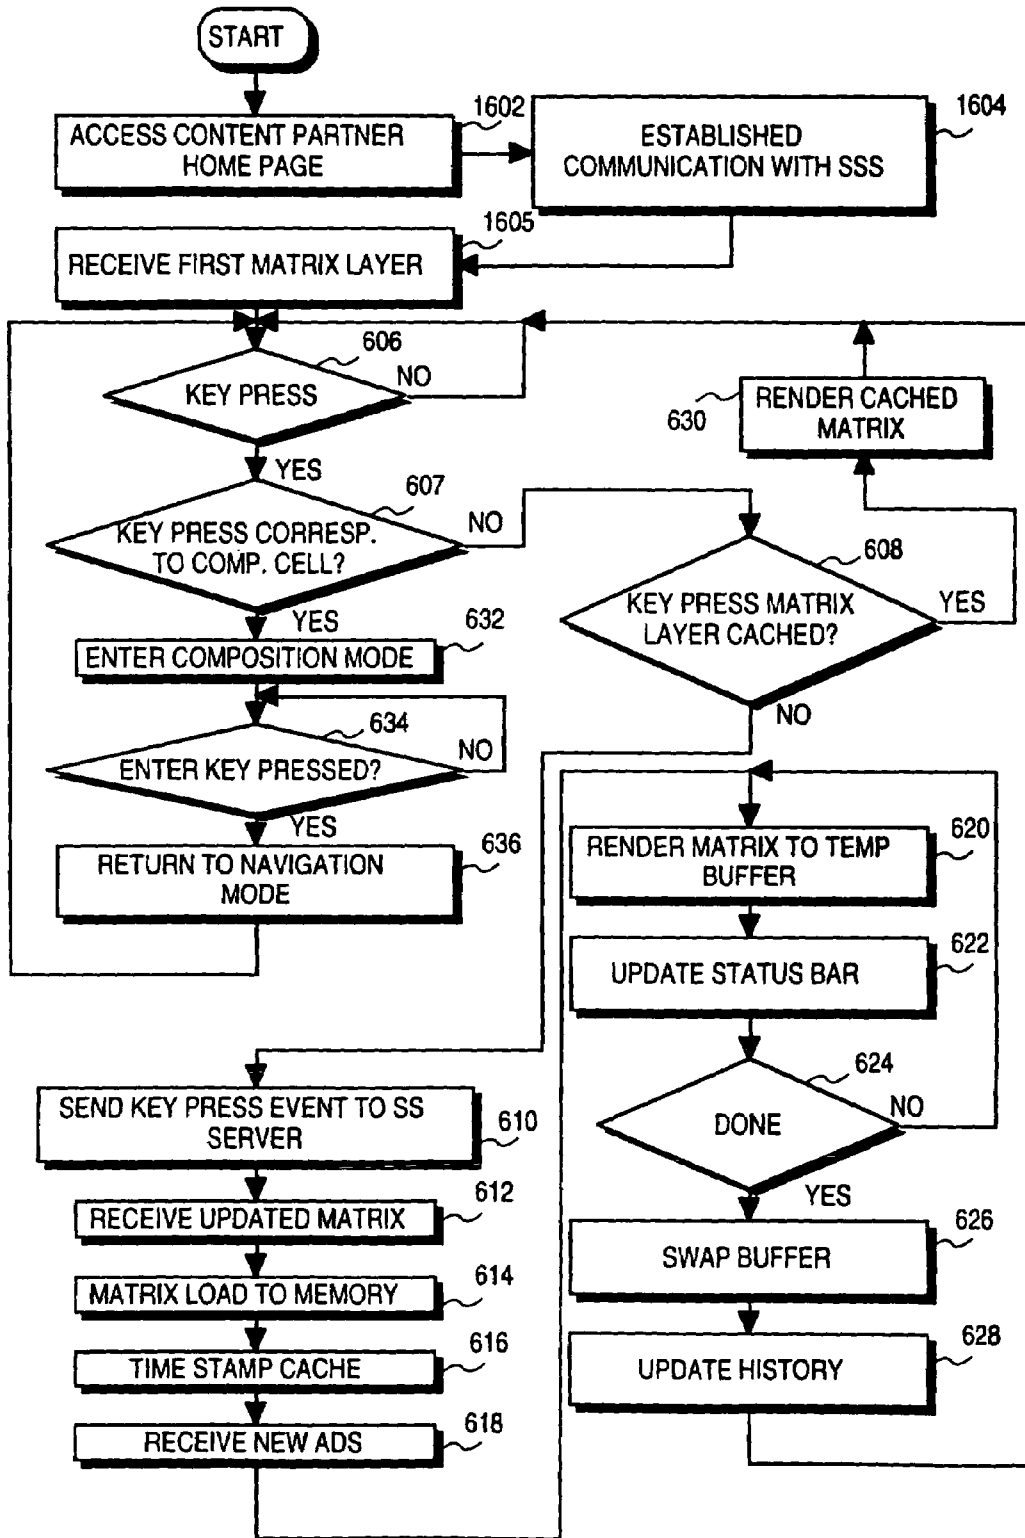 START
1602
ACCESS CONTENT PARTNER
HOME PAGE
1604
ESTABLISHED
COMMUNICATION WITH SSS
1605
RECEIVE FIRST MATRIX LAYER
606
KEY PRESS
NO
YES
630
RENDER CACHED
MATRIX
607
KEY PRESS CORRESP.
TO COMP. CELL?
NO
YES
608
KEY PRESS MATRIX
LAYER CACHED?
YES
NO
632
ENTER COMPOSITION MODE
634
ENTER KEY PRESSED?
NO
YES
636
RETURN TO NAVIGATION
MODE
SEND KEY PRESS EVENT TO SS
SERVER
610
612
RECEIVE UPDATED MATRIX
614
MATRIX LOAD TO MEMORY
616
TIME STAMP CACHE
618
RECEIVE NEW ADS
620
RENDER MATRIX TO TEMP
BUFFER
622
UPDATE STATUS BAR
624
DONE
NO
YES
626
SWAP BUFFER
628
UPDATE HISTORY